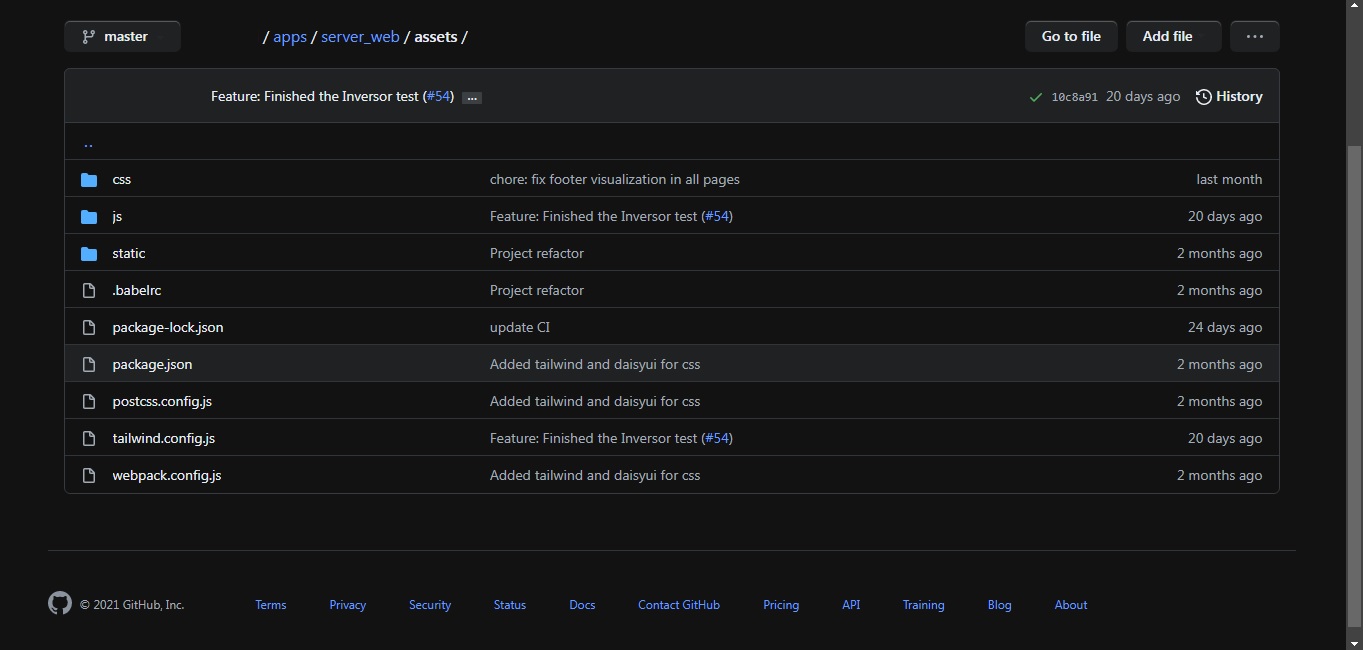 master / apps / server_web / assets / Go to file Add file ...
Feature: Finished the Inversor test (#54) ... 10c8a91 20 days ago History
..
css chore: fix footer visualization in all pages last month
js Feature: Finished the Inversor test (#54) 20 days ago
static Project refactor 2 months ago
.babelrc Project refactor 2 months ago
package-lock.json update CI 24 days ago
package.json Added tailwind and daisyui for css 2 months ago
postcss.config.js Added tailwind and daisyui for css 2 months ago
tailwind.config.js Feature: Finished the Inversor test (#54) 20 days ago
webpack.config.js Added tailwind and daisyui for css 2 months ago
© 2021 GitHub, Inc. Terms Privacy Security Status Docs Contact GitHub Pricing API Training Blog About